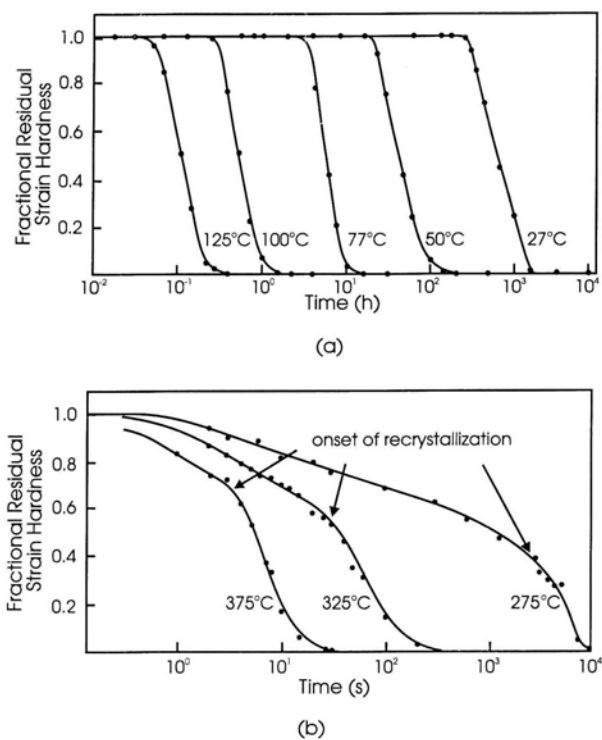 Fractional Residual
Strain Hardness
1.0
0.8
0.6
0.4
0.2
125°C 100°C 77°C 50°C 27°C
10-2 10-1 10⁰ 10¹ 10² 10³ 10⁴
Time (h)
(a)
Fractional Residual
Strain Hardness
1.0
0.8
0.6
0.4
0.2
onset of recrystallization
375°C 325°C 275°C
10⁰ 10¹ 10² 10³ 10⁴
Time (s)
(b)